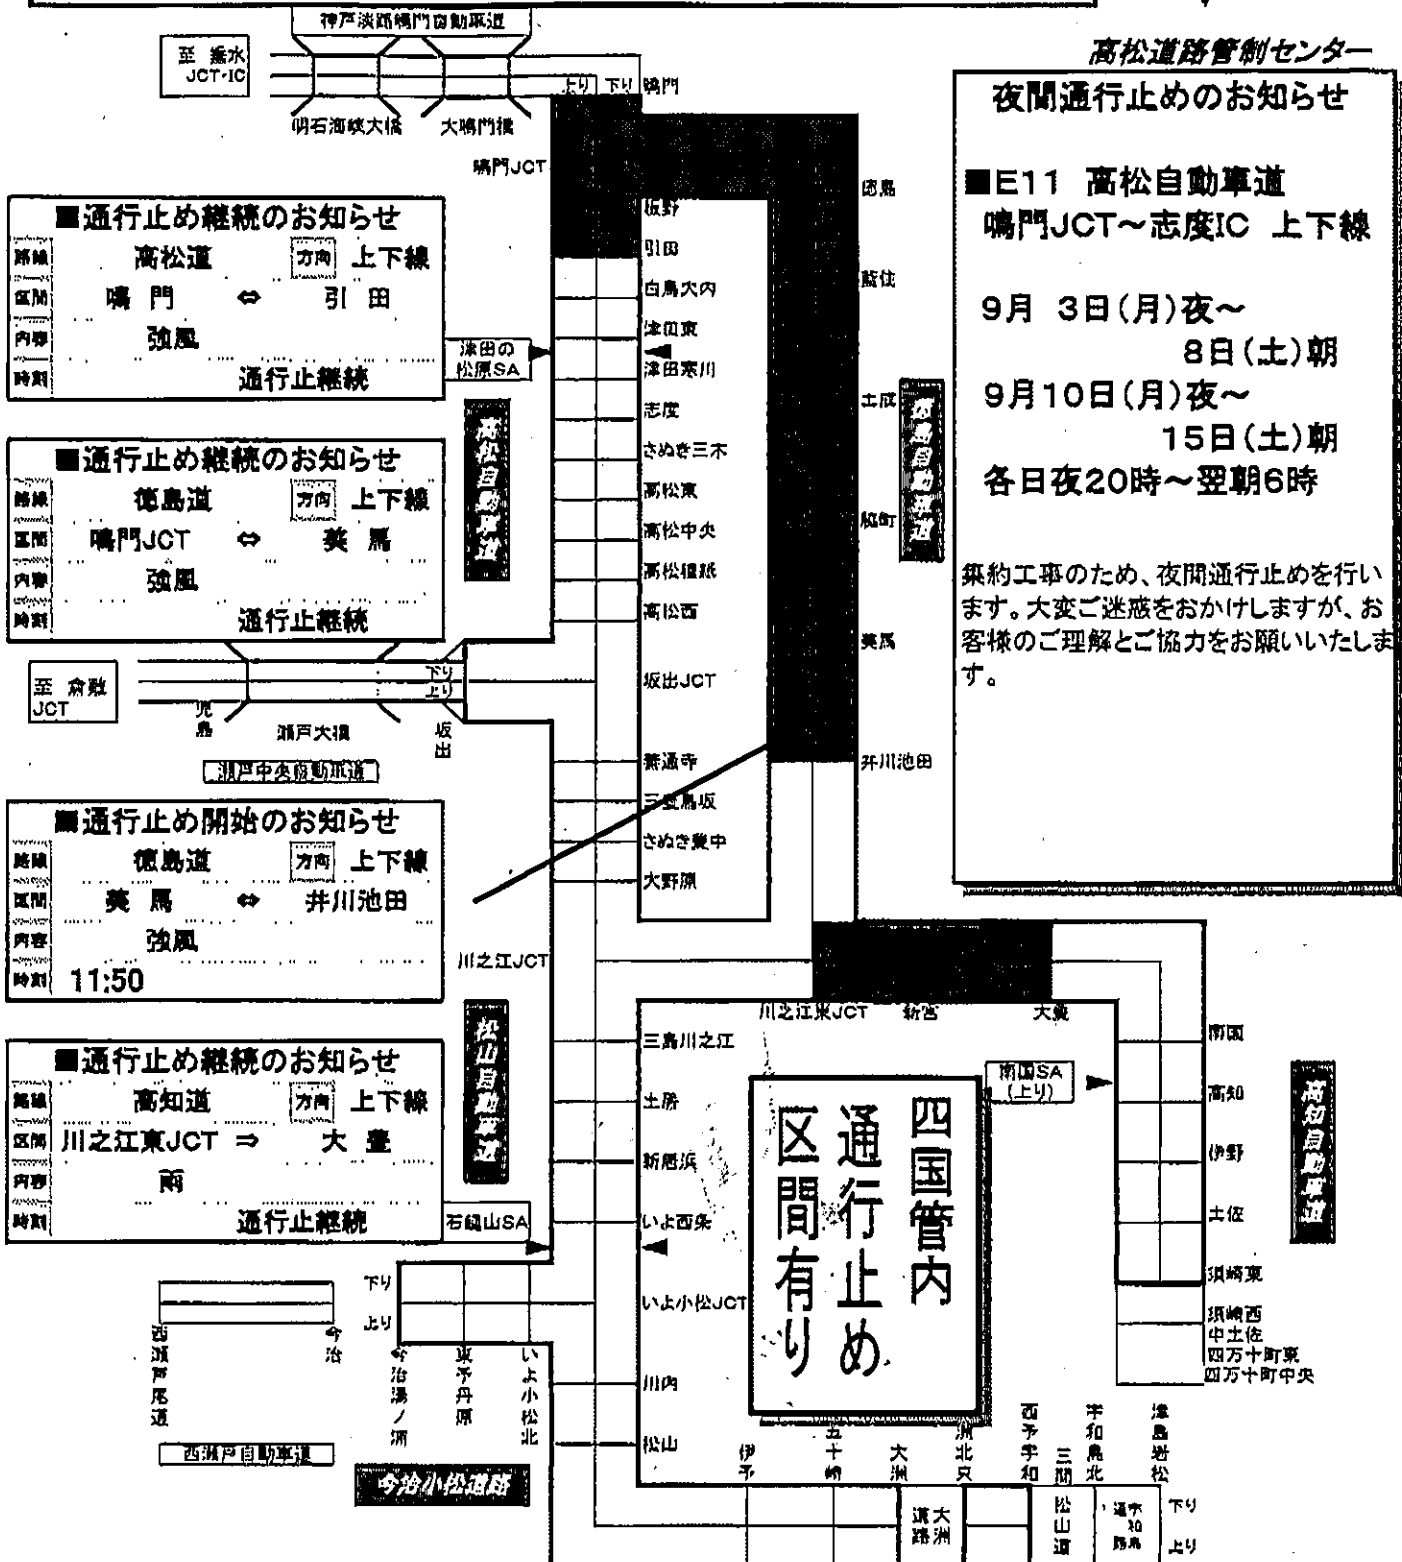 神戸淡路鳴門自動車道
至 垂水
JCT・IC
明石海峡大橋
大鳴門橋
上り
下り
鳴門
鳴門JCT
高松道路管制センター
夜間通行止めのお知らせ
■E11 高松自動車道
鳴門JCT～志度IC 上下線
9月 3日(月)夜～
8日(土)朝
9月10日(月)夜～
15日(土)朝
各日夜20時～翌朝6時
集約工事のため、夜間通行止めを行い
ます。大変ご迷惑をおかけしますが、お
客様のご理解とご協力をお願いいたしま
す。
■通行止め継続のお知らせ
路線 高松道 方向 上下線
区間 鳴門 ⇔ 引田
内容 強風
時刻 通行止継続
■通行止め継続のお知らせ
路線 徳島道 方向 上下線
区間 鳴門JCT ⇔ 美馬
内容 強風
時刻 通行止継続
■通行止め開始のお知らせ
路線 徳島道 方向 上下線
区間 美馬 ⇔ 井川池田
内容 強風
時刻 11:50
■通行止め継続のお知らせ
路線 高知道 方向 上下線
区間 川之江東JCT ⇒ 大豊
内容 雨
時刻 通行止継続
板野
引田
白鳥大内
津田東
津田寒川
志度
さぬき三木
高松東
高松中央
高松檀紙
高松西
坂出JCT
善通寺
三豊鳥坂
さぬき豊中
大野原
津田の
松原SA
高松自動車道
徳島
藍住
土成
脇町
美馬
井川池田
徳島自動車道
至 倉敷
JCT
児島
瀬戸大橋
坂出
下り
上り
瀬戸中央自動車道
川之江JCT
川之江東JCT
新宮
大豊
三島川之江
土居
新居浜
いよ西条
いよ小松JCT
川内
松山
松山自動車道
石鎚山SA
四国管内
通行止め
区間有り
南国SA
(上り)
南国
高知
伊野
土佐
須崎東
須崎西
中土佐
四万十町東
四万十町中央
高知自動車道
下り
上り
西瀬戸尾道
今治
西瀬戸自動車道
今治湯ノ浦
東予丹原
いよ小松北
今治小松道路
伊予
五十崎
大洲
洲北只
西予宇和
三間
宇和島北
津島岩松
大洲
道路
松山道
宇和島
道路
下り
上り